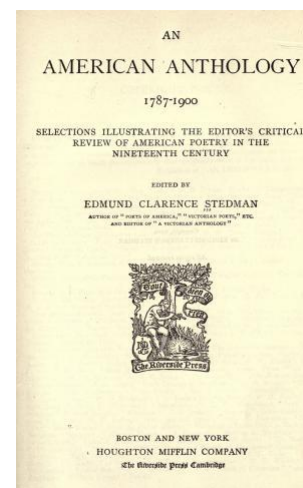 AN
AMERICAN ANTHOLOGY
1787-1900
SELECTIONS ILLUSTRATING THE EDITOR'S CRITICAL
REVIEW OF AMERICAN POETRY IN THE
NINETEENTH CENTURY
EDITED BY
EDMUND CLARENCE STEDMAN
AUTHOR OF "POETS OF AMERICA," "VICTORIAN POETS," ETC.
AND EDITOR OF "A VICTORIAN ANTHOLOGY"
The Riverside Press
BOSTON AND NEW YORK
HOUGHTON MIFFLIN COMPANY
The Riverside Press Cambridge